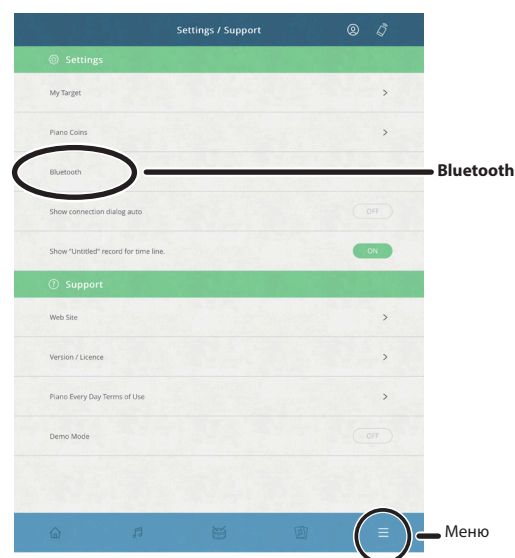 Settings / Support
Settings
My Target
Piano Coins
Bluetooth
Bluetooth
Show connection dialog auto
OFF
Show "Untitled" record for time line.
ON
Support
Web Site
Version / Licence
Piano Every Day Terms of Use
Demo Mode
OFF
Меню